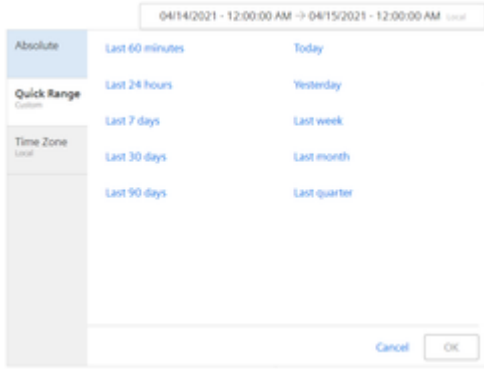 04/14/2021 - 12:00:00 AM -> 04/15/2021 - 12:00:00 AM Local
Absolute
Quick Range
Custom
Time Zone
Local
Last 60 minutes
Today
Last 24 hours
Yesterday
Last 7 days
Last week
Last 30 days
Last month
Last 90 days
Last quarter
Cancel
OK